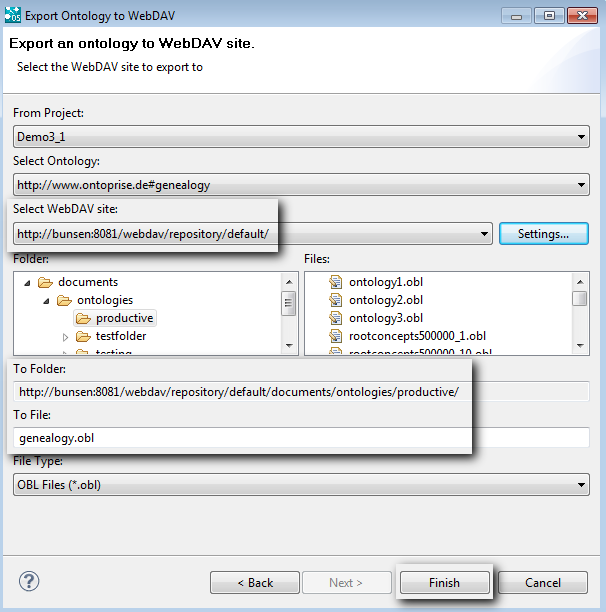 Export Ontology to WebDAV
Export an ontology to WebDAV site.
Select the WebDAV site to export to
From Project:
Demo3_1
Select Ontology:
http://www.ontoprise.de#genealogy
Select WebDAV site:
http://bunsen:8081/webdav/repository/default/
Settings...
Folder:
documents
ontologies
productive
testfolder
testing
Files:
ontology1.obl
ontology2.obl
ontology3.obl
rootconcepts500000_1.obl
rootconcepts500000_10.obl
To Folder:
http://bunsen:8081/webdav/repository/default/documents/ontologies/productive/
To File:
genealogy.obl
File Type:
OBL Files (*.obl)
? < Back Next > Finish Cancel